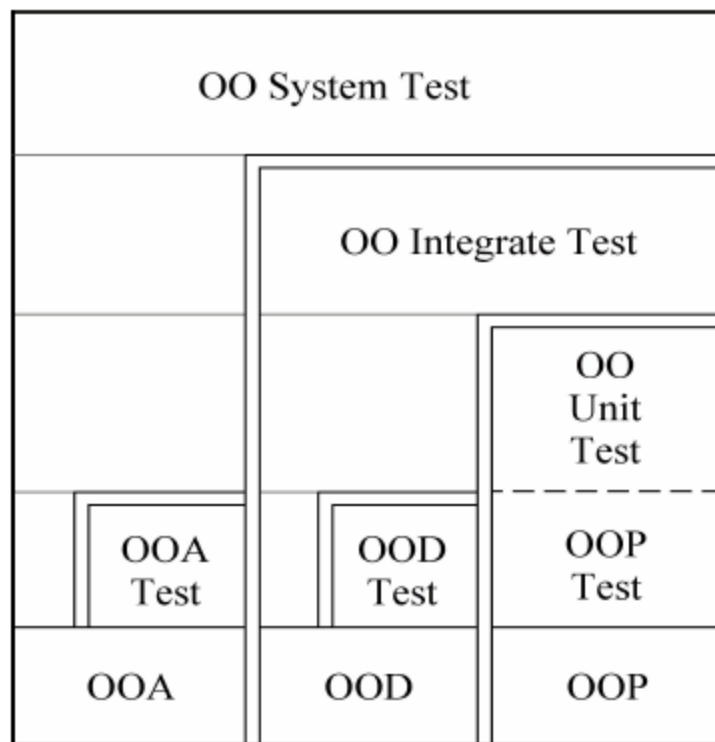 OO System Test
OO Integrate Test
OO
Unit
Test
OOA
Test
OOD
Test
OOP
Test
OOA
OOD
OOP